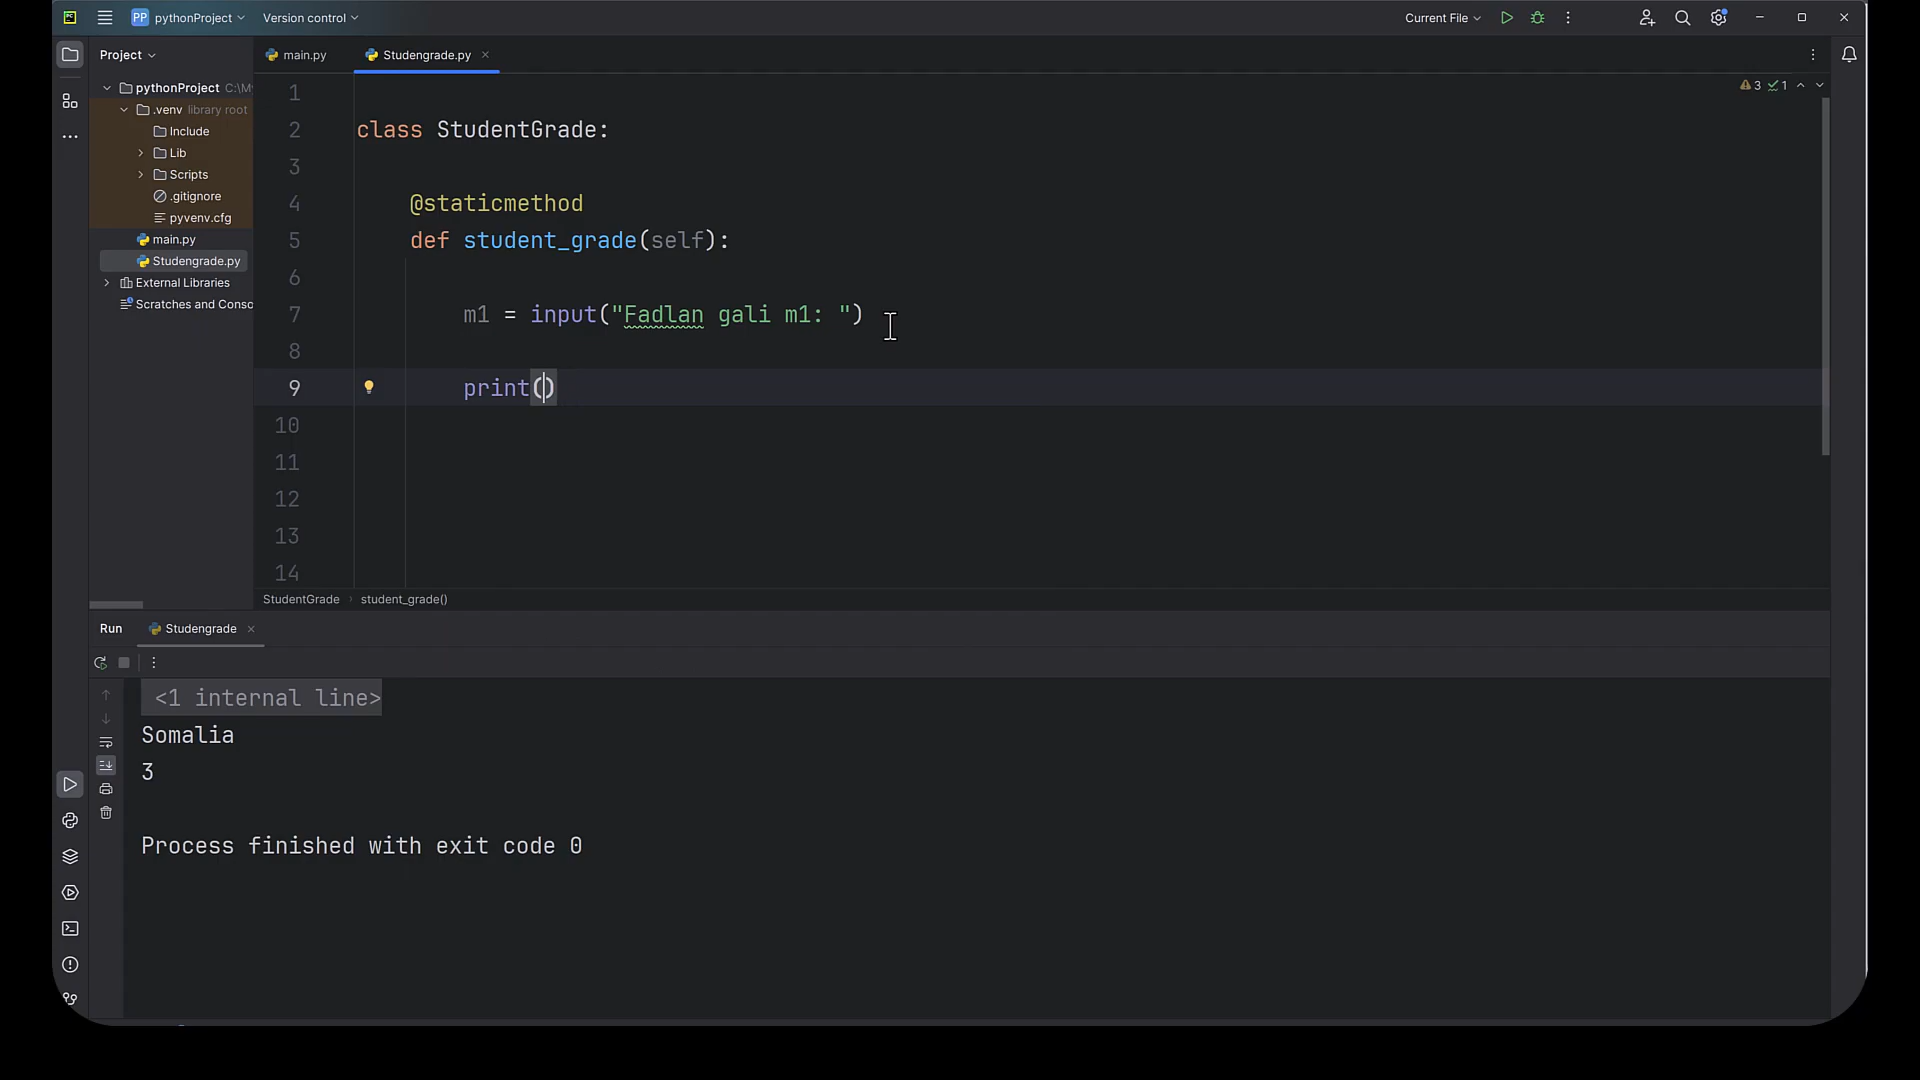 PP pythonProject Version control Current File
Project main.py Studengrade.py
pythonProject C:\M
.venv library root
Include
Lib
Scripts
.gitignore
pyvenv.cfg
main.py
Studengrade.py
External Libraries
Scratches and Conso
3 1
1
2 class StudentGrade:
3
4 @staticmethod
5 def student_grade(self):
6
7 m1 = input("Fadlan gali m1: ")
8
9 print()
10
11
12
13
14
StudentGrade › student_grade()
Run Studengrade
<1 internal line>
Somalia
3
Process finished with exit code 0